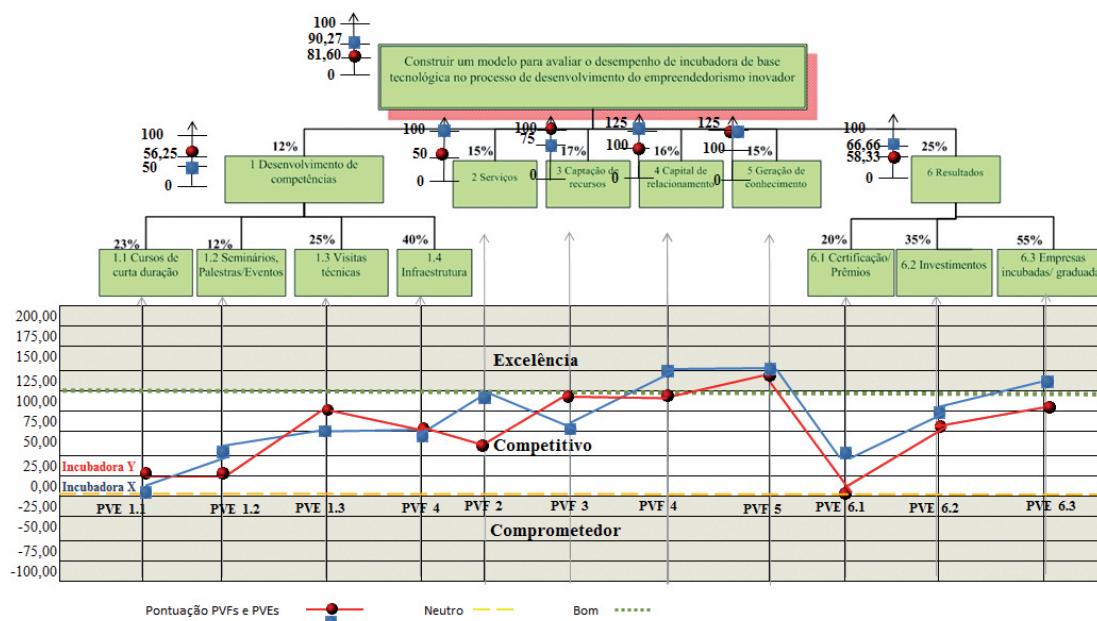 100
90,27
81,60
0
Construir um modelo para avaliar o desempenho de incubadora de base
tecnológica no processo de desenvolvimento do empreendedorismo inovador
100
56,25
50
0
12%
1 Desenvolvimento de
competências
100
50
0
15%
2 Serviços
100
75
0
17%
3 Captação de
recursos
125
100
0
16%
4 Capital de
relacionamento
125
100
0
15%
5 Geração de
conhecimento
100
66,66
58,33
0
25%
6 Resultados
23%
1.1 Cursos de
curta duração
12%
1.2 Seminários,
Palestras/Eventos
25%
1.3 Visitas
técnicas
40%
1.4
Infraestrutura
20%
6.1 Certificação/
Prêmios
35%
6.2 Investimentos
55%
6.3 Empresas
incubadas/ graduada
200,00
175,00
150,00
125,00
100,00
75,00
50,00
25,00
0,00
-25,00
-50,00
-75,00
-100,00
Excelência
Competitivo
Comprometedor
Incubadora Y
Incubadora X
PVE 1.1
PVE 1.2
PVE 1.3
PVF 4
PVF 2
PVF 3
PVF 4
PVF 5
PVE 6.1
PVE 6.2
PVE 6.3
Pontuação PVFs e PVEs
Neutro
Bom